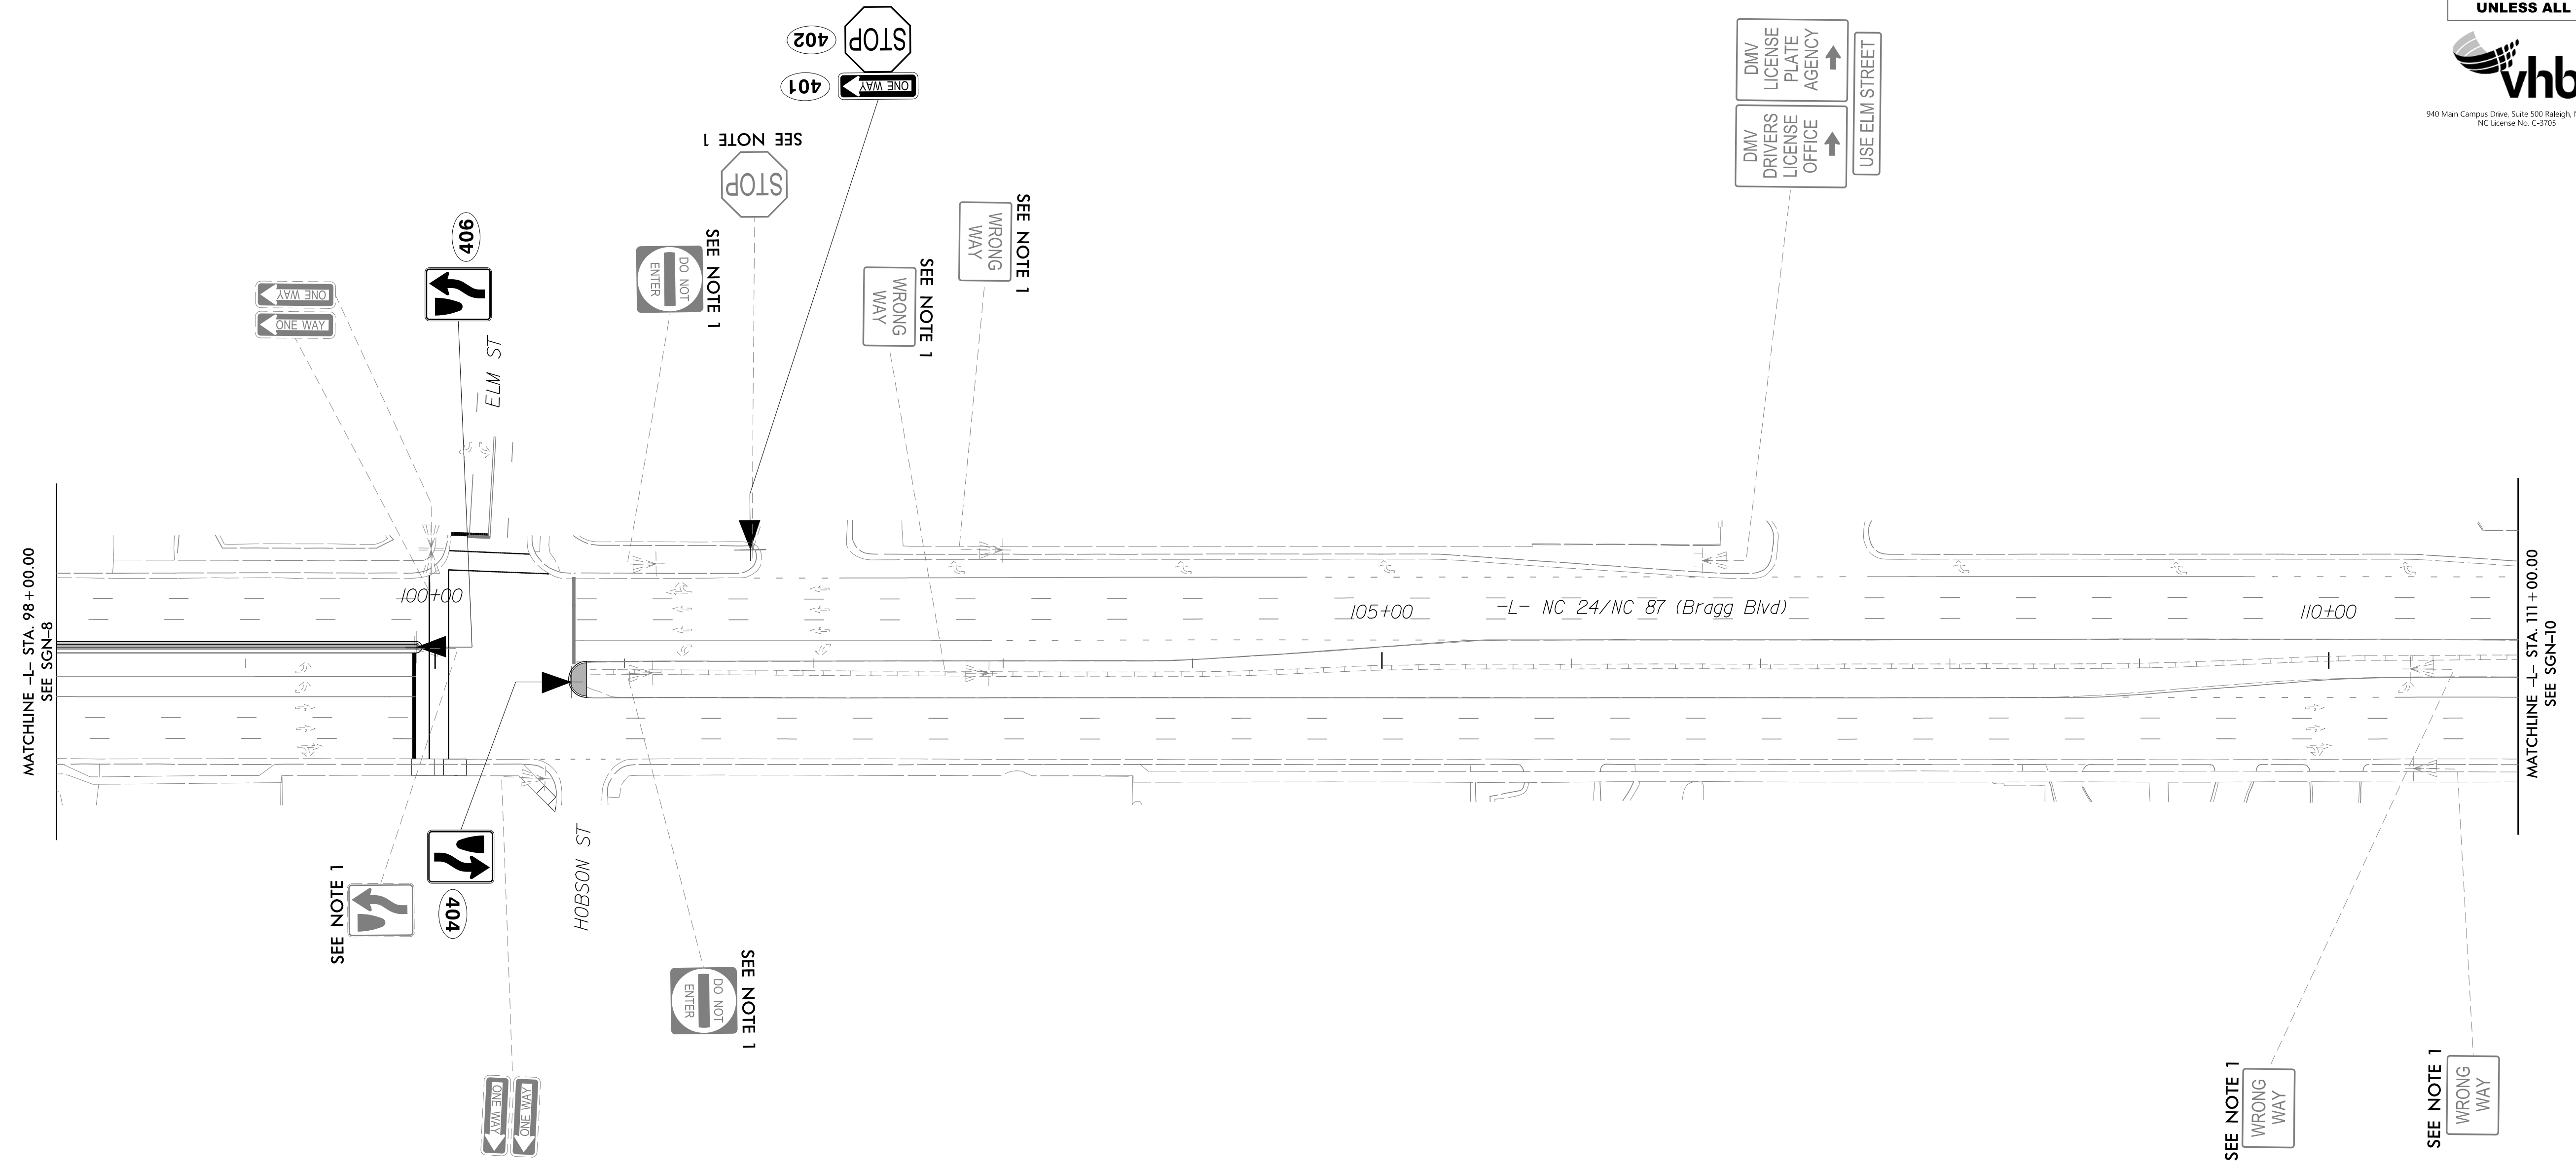 UNLESS ALL
vhb
940 Main Campus Drive, Suite 500 Raleigh,
NC License No. C-3705
STOP
402
ONE WAY
401
SEE NOTE 1
STOP
DMV
LICENSE
PLATE
AGENCY
DMV
DRIVERS
LICENSE
OFFICE
USE ELM STREET
406
SEE NOTE 1
DO NOT
ENTER
SEE NOTE 1
WRONG
WAY
SEE NOTE 1
WRONG
WAY
ONE WAY
ONE WAY
ELM ST
MATCHLINE -L- STA. 98+00.00
SEE SGN-8
100+00
105+00
-L- NC 24/NC 87 (Bragg Blvd)
110+00
MATCHLINE -L- STA. 111+00.00
SEE SGN-10
HOBSON ST
404
SEE NOTE 1
SEE NOTE 1
DO NOT
ENTER
ONE WAY
ONE WAY
SEE NOTE 1
WRONG
WAY
SEE NOTE 1
WRONG
WAY